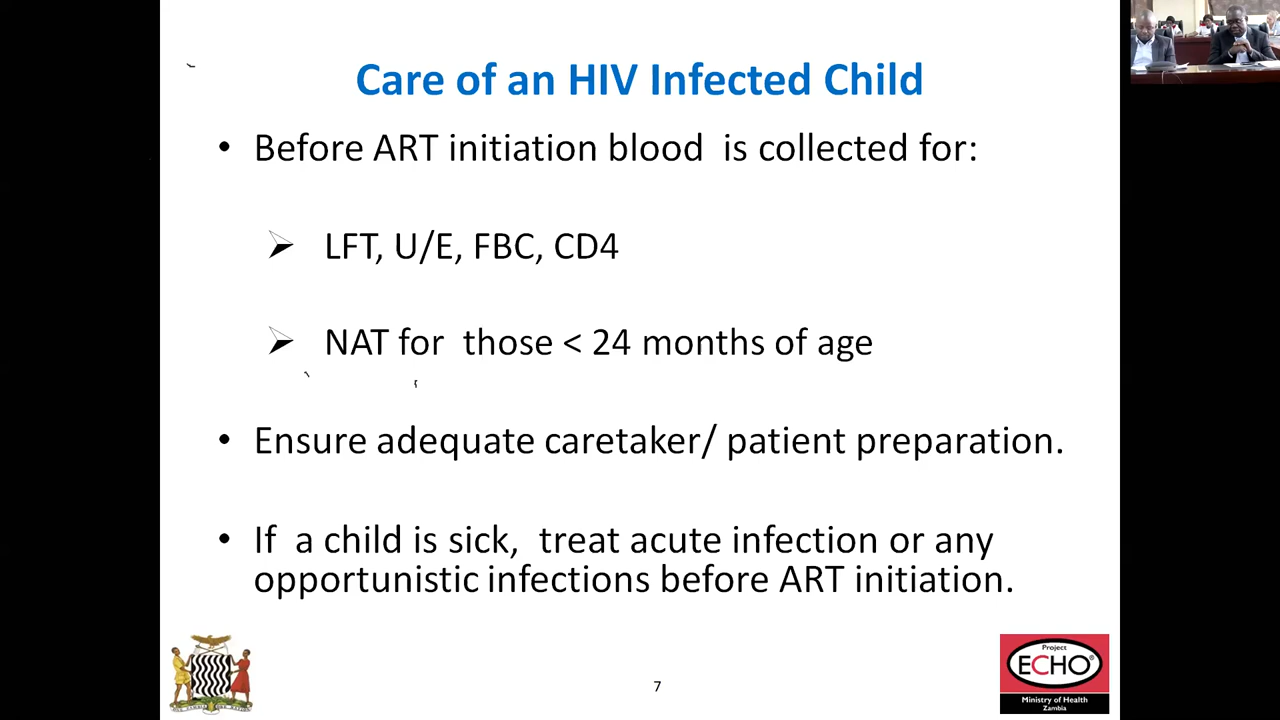 Care of an HIV Infected Child
• Before ART initiation blood is collected for:
➢ LFT, U/E, FBC, CD4
➢ NAT for those < 24 months of age
• Ensure adequate caretaker/ patient preparation.
• If a child is sick, treat acute infection or any
opportunistic infections before ART initiation.
7
Project
ECHO®
Ministry of Health
Zambia